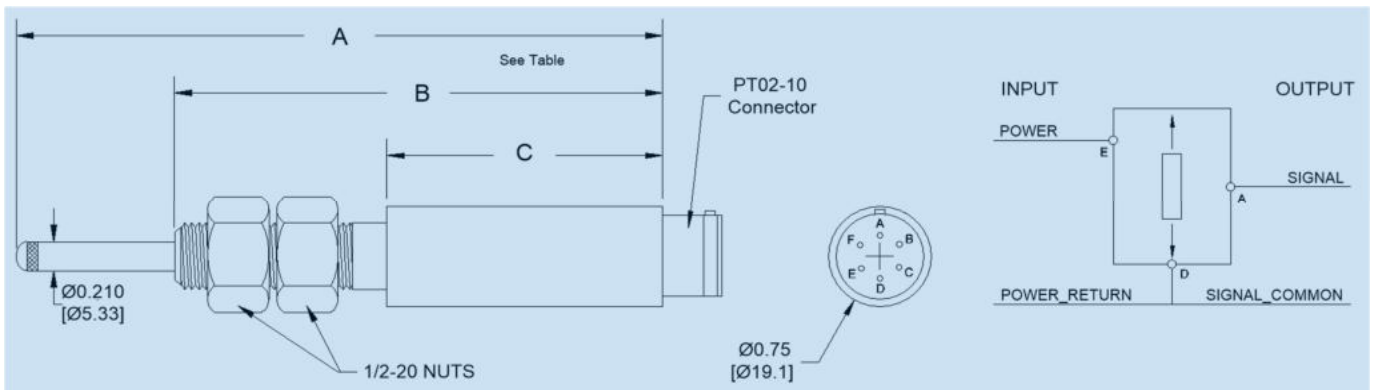 A
See Table
B
PT02-10
Connector
C
Ø0.210
[Ø5.33]
1/2-20 NUTS
A
F
B
E
C
D
Ø0.75
[Ø19.1]
INPUT
OUTPUT
POWER
E
SIGNAL
A
D
POWER_RETURN
SIGNAL_COMMON